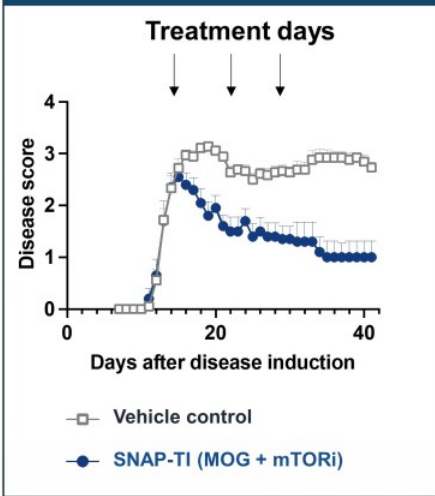 Treatment days
4
3
2
1
0
Disease score
0 20 40
Days after disease induction
Vehicle control
SNAP-TI (MOG + mTORi)